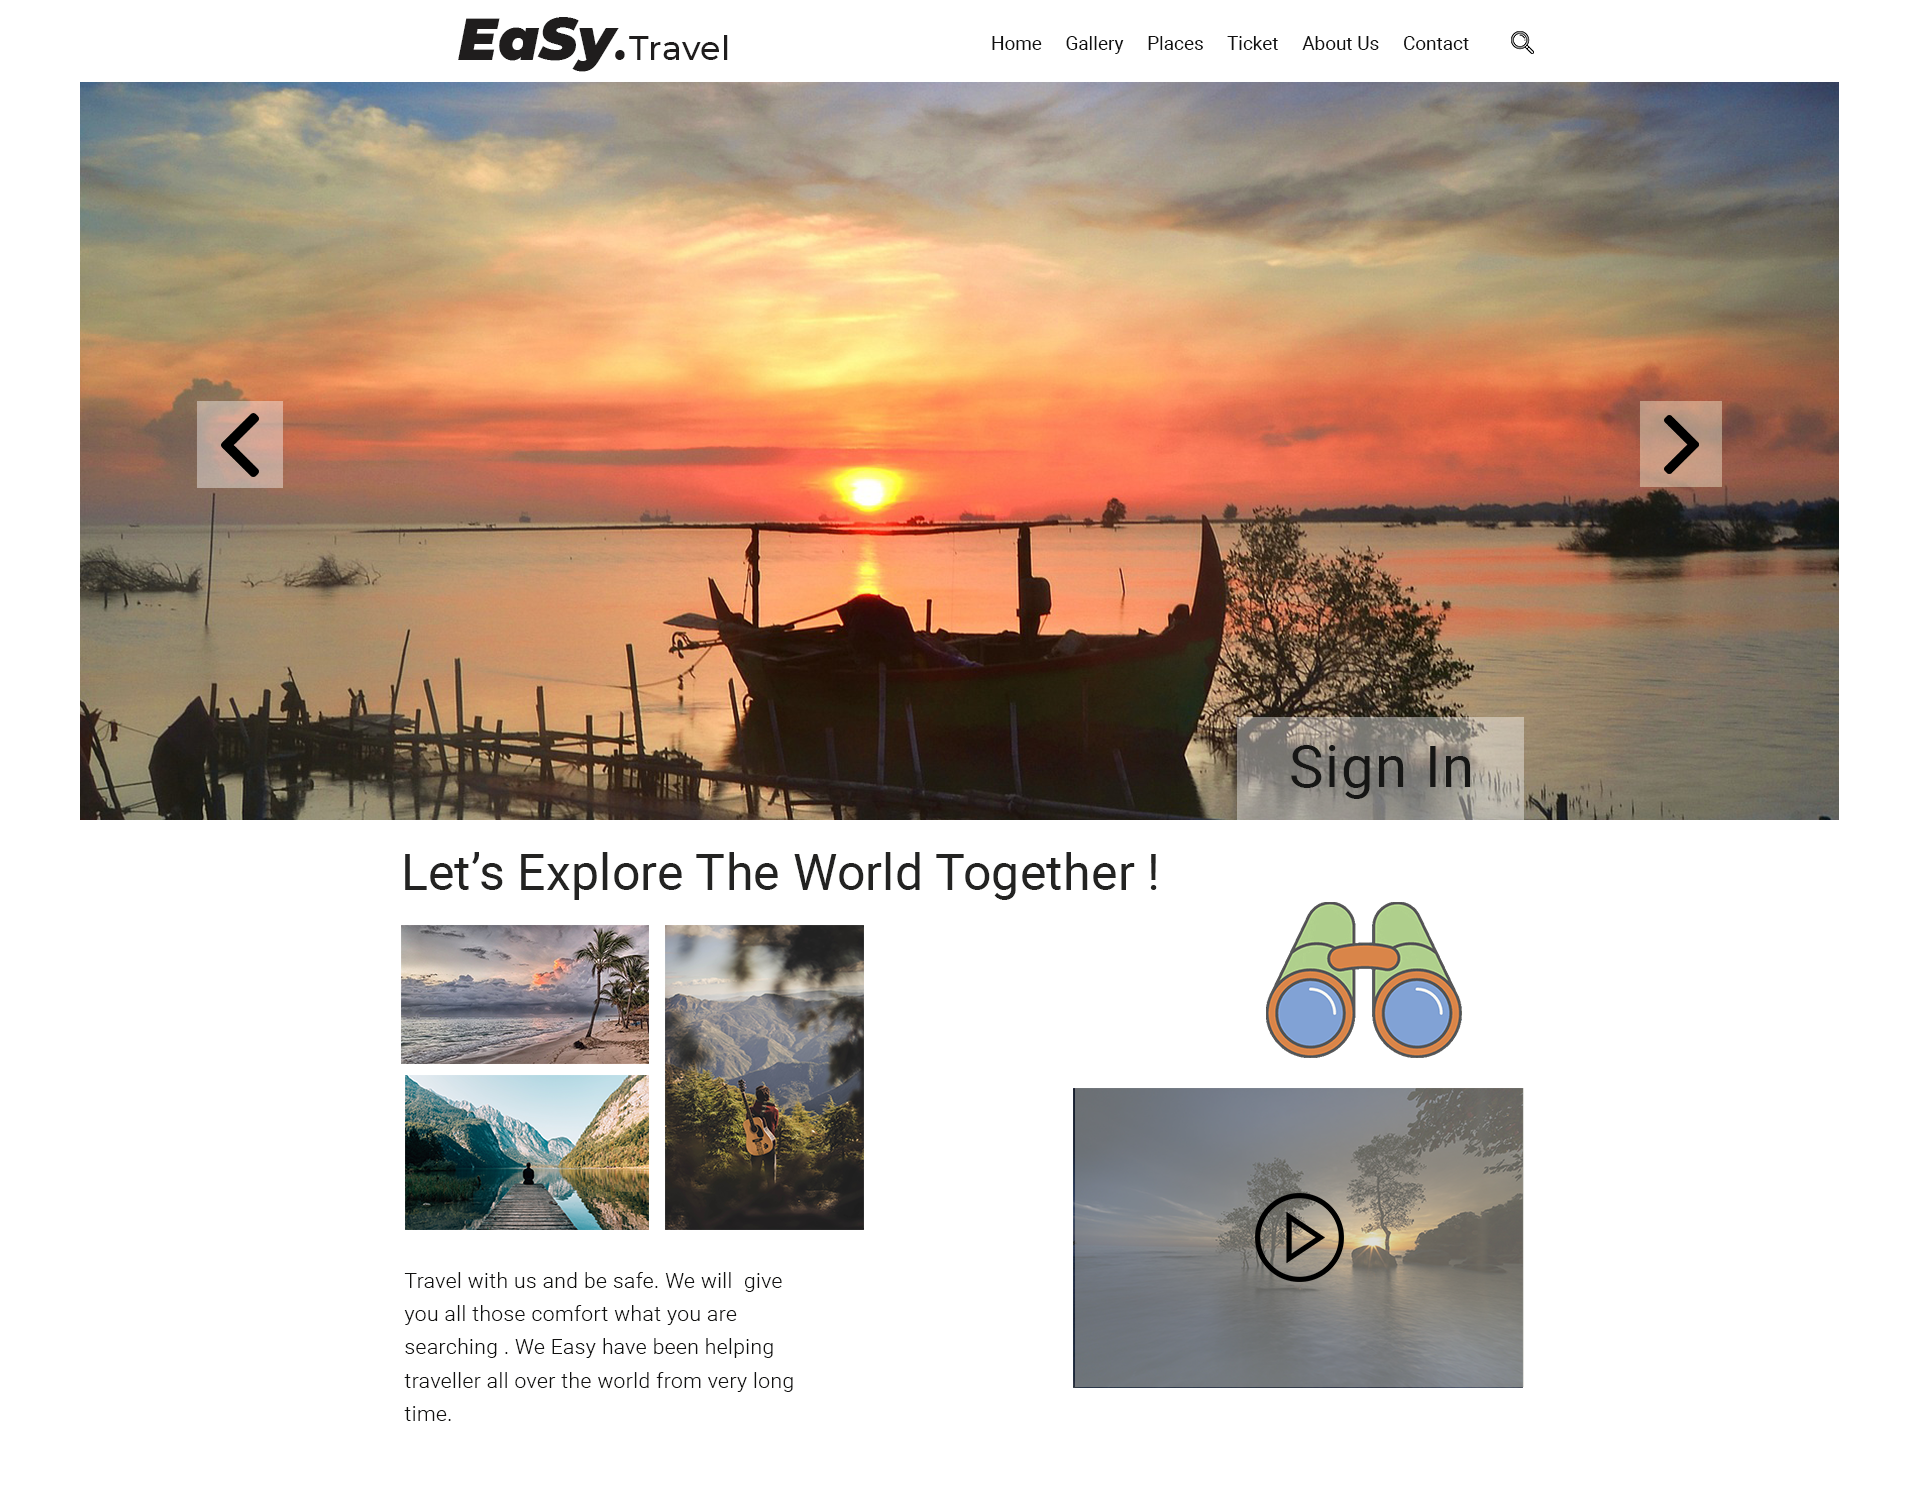 EaSy.Travel
Home Gallery Places Ticket About Us Contact
Sign In
Let’s Explore The World Together !
Travel with us and be safe. We will  give
you all those comfort what you are
searching . We Easy have been helping
traveller all over the world from very long
time.